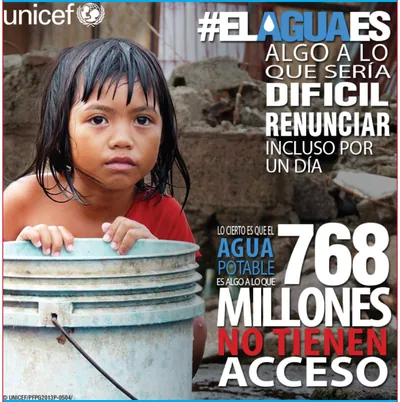 unicef
#ELAGUAES
ALGO A LO
QUE SERÍA
DIFICIL
RENUNCIAR
INCLUSO POR
UN DÍA
LO CIERTO ES QUE EL
AGUA
POTABLE
ES ALGO A LO QUE
768
MILLONES
NO TIENEN
ACCESO
© UNICEF/PFPG2013P-0504/